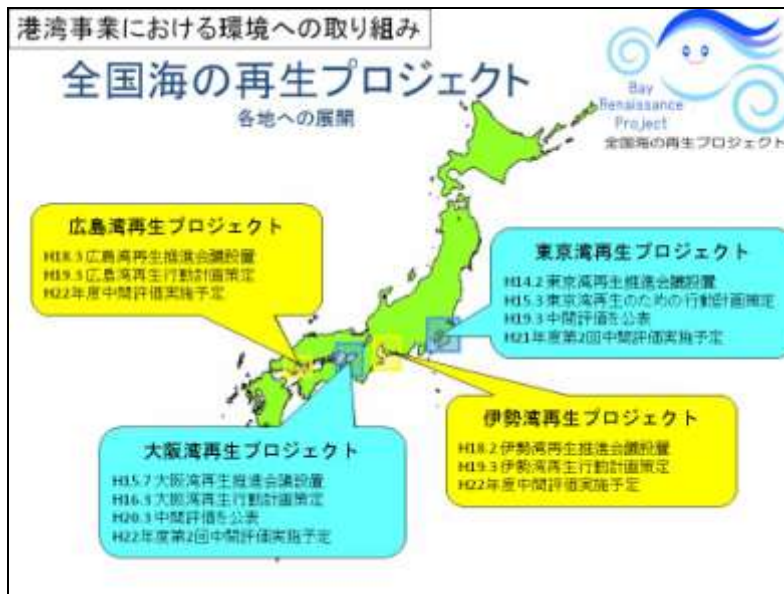 港湾事業における環境への取り組み
全国海の再生プロジェクト
各地への展開
Bay
Renaissance
Project
全国海の再生プロジェクト
広島湾再生プロジェクト
H18.3 広島湾再生推進会議設置
H19.3 広島湾再生行動計画策定
H22年度中間評価実施予定
東京湾再生プロジェクト
H14.2 東京湾再生推進会議設置
H15.3 東京湾再生のための行動計画策定
H19.3 中間評価を公表
H21年度第2回中間評価実施予定
大阪湾再生プロジェクト
H15.7 大阪湾再生推進会議設置
H16.3 大阪湾再生行動計画策定
H20.3 中間評価を公表
H22年度第2回中間評価実施予定
伊勢湾再生プロジェクト
H18.2 伊勢湾再生推進会議設置
H19.3 伊勢湾再生行動計画策定
H22年度中間評価実施予定